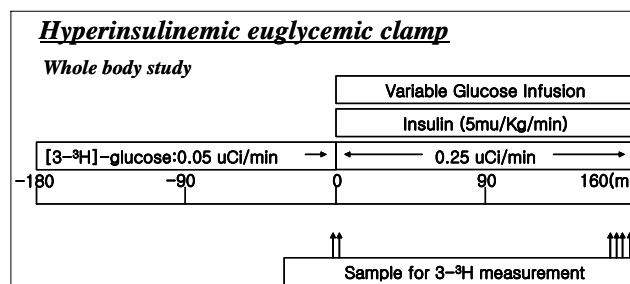 Hyperinsulinemic euglycemic clamp
Whole body study
Variable Glucose Infusion
Insulin (5mu/Kg/min)
[3-³H]-glucose:0.05 uCi/min 0.25 uCi/min
-180 -90 0 90 160(m
Sample for 3-³H measurement